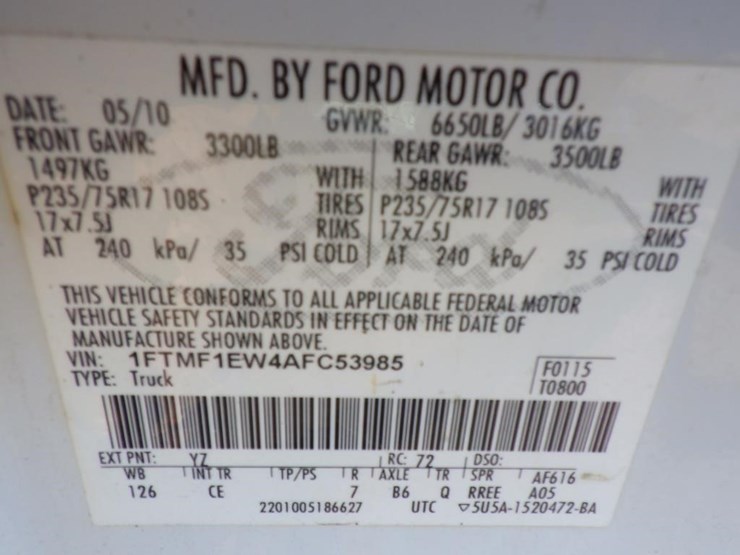 MFD. BY FORD MOTOR CO.
DATE: 05/10 GVWR: 6650LB/ 3016KG
FRONT GAWR: 3300LB REAR GAWR: 3500LB
1497KG WITH 1588KG WITH
P235/75R17 108S TIRES P235/75R17 108S TIRES
17x7.5J RIMS 17x7.5J RIMS
AT 240 kPa/ 35 PSI COLD AT 240 kPa/ 35 PSI COLD
THIS VEHICLE CONFORMS TO ALL APPLICABLE FEDERAL MOTOR
VEHICLE SAFETY STANDARDS IN EFFECT ON THE DATE OF
MANUFACTURE SHOWN ABOVE.
VIN: 1FTMF1EW4AFC53985 F0115
TYPE: Truck T0800
EXT PNT: YZ RC: 72 DSO:
WB INT TR TP/PS R AXLE TR SPR AF616
126 CE 7 B6 Q RREE A05
2201005186627 UTC ▽5U5A-1520472-BA